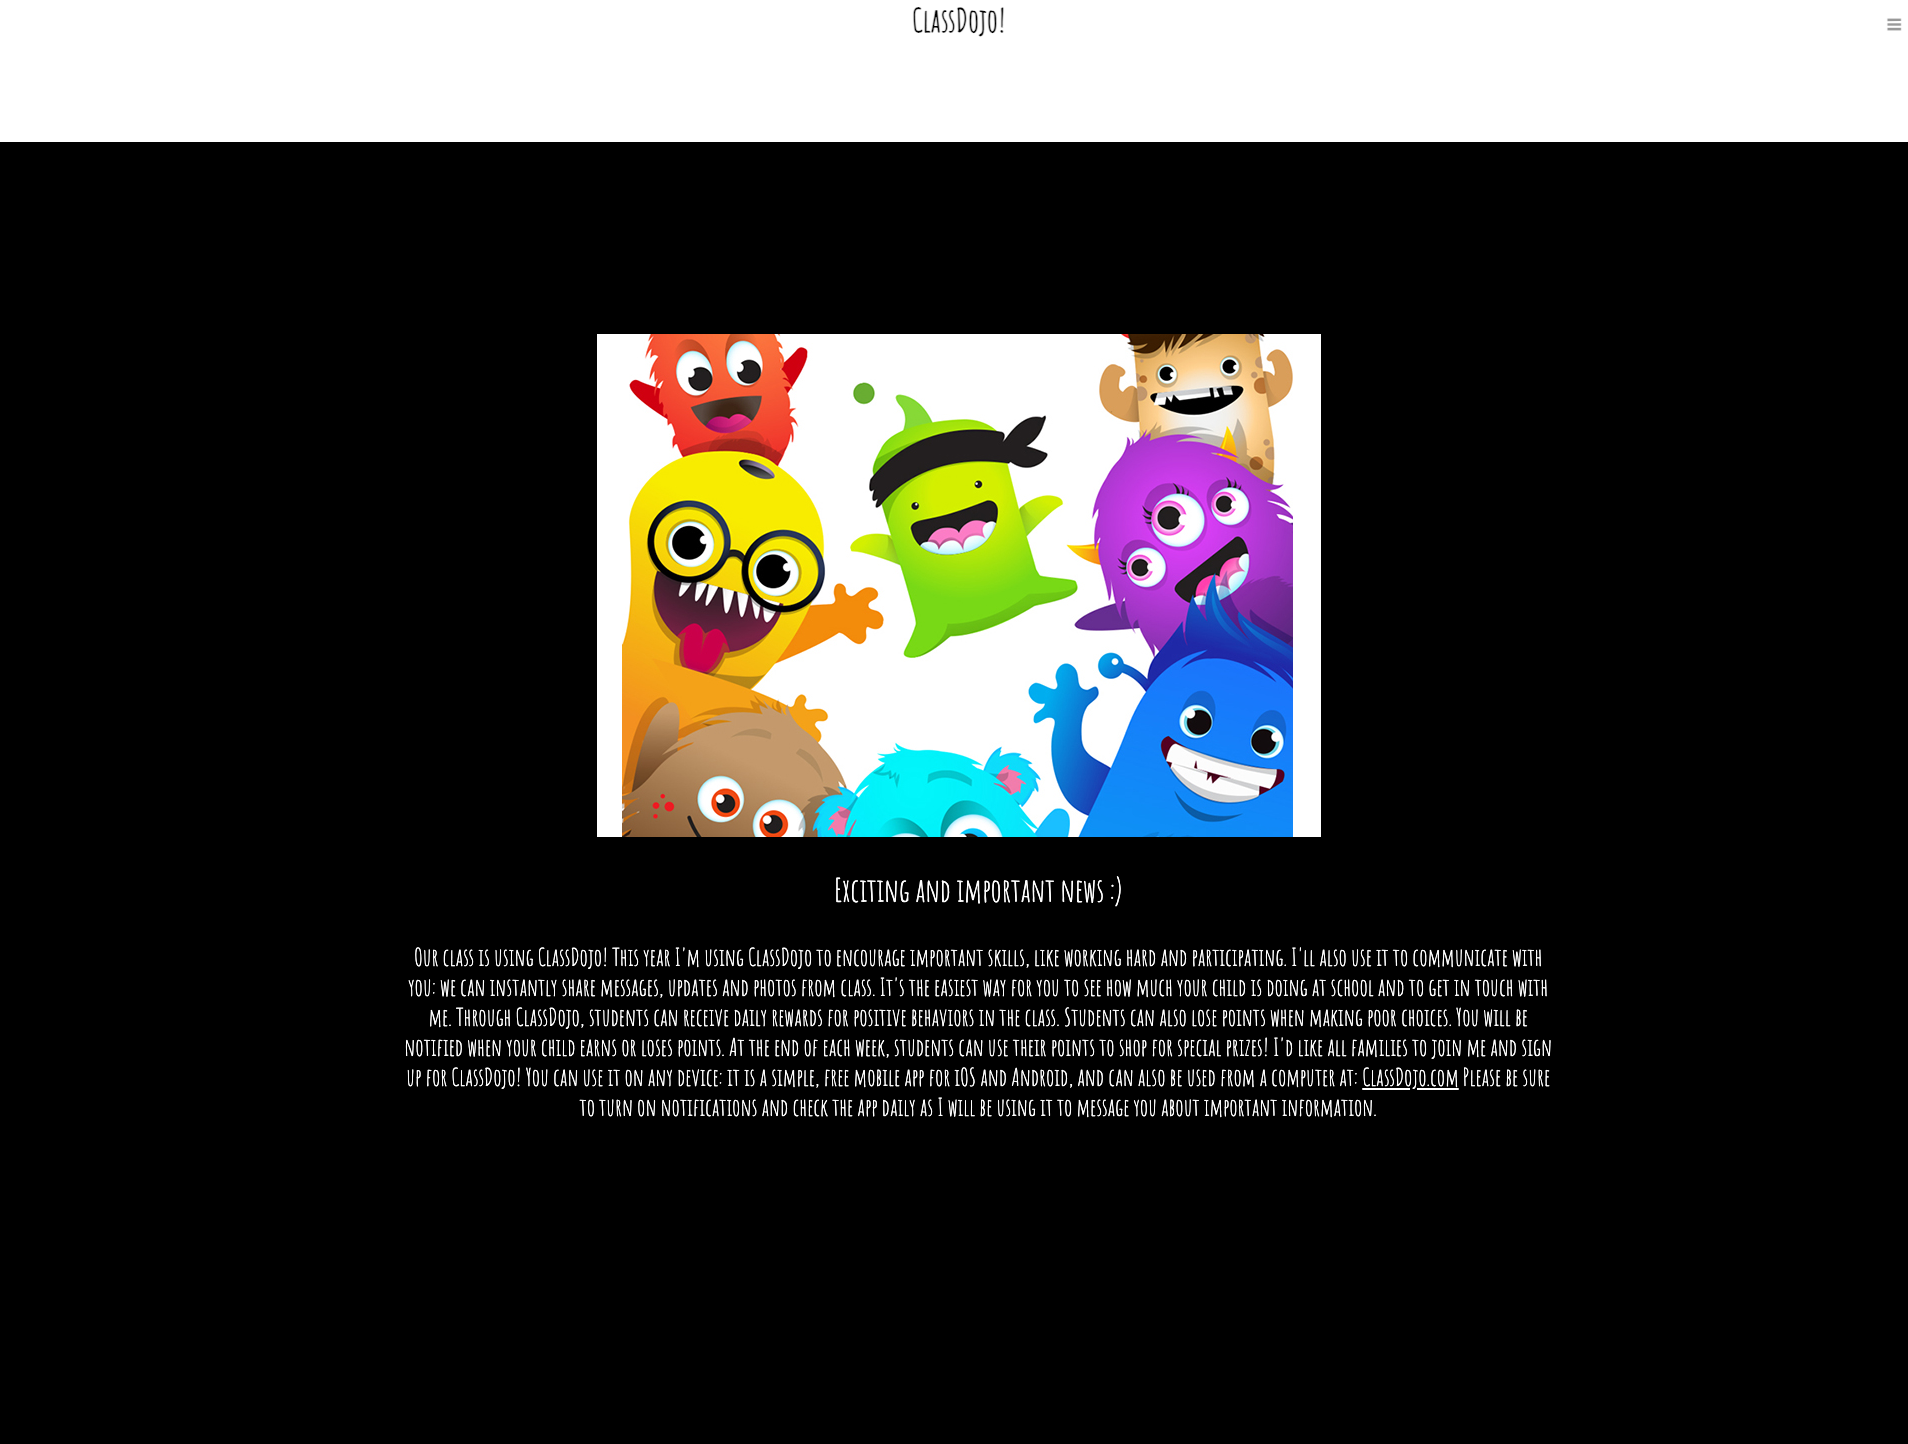 ClassDojo!
Exciting and important news :)
Our class is using ClassDojo! This year I'm using ClassDojo to encourage important skills, like working hard and participating. I'll also use it to communicate with
you: we can instantly share messages, updates and photos from class. It's the easiest way for you to see how much your child is doing at school and to get in touch with
me. Through ClassDojo, students can receive daily rewards for positive behaviors in the class. Students can also lose points when making poor choices. You will be
notified when your child earns or loses points. At the end of each week, students can use their points to shop for special prizes! I'd like all families to join me and sign
up for ClassDojo! You can use it on any device: it is a simple, free mobile app for iOS and Android, and can also be used from a computer at: ClassDojo.com Please be sure
to turn on notifications and check the app daily as I will be using it to message you about important information.